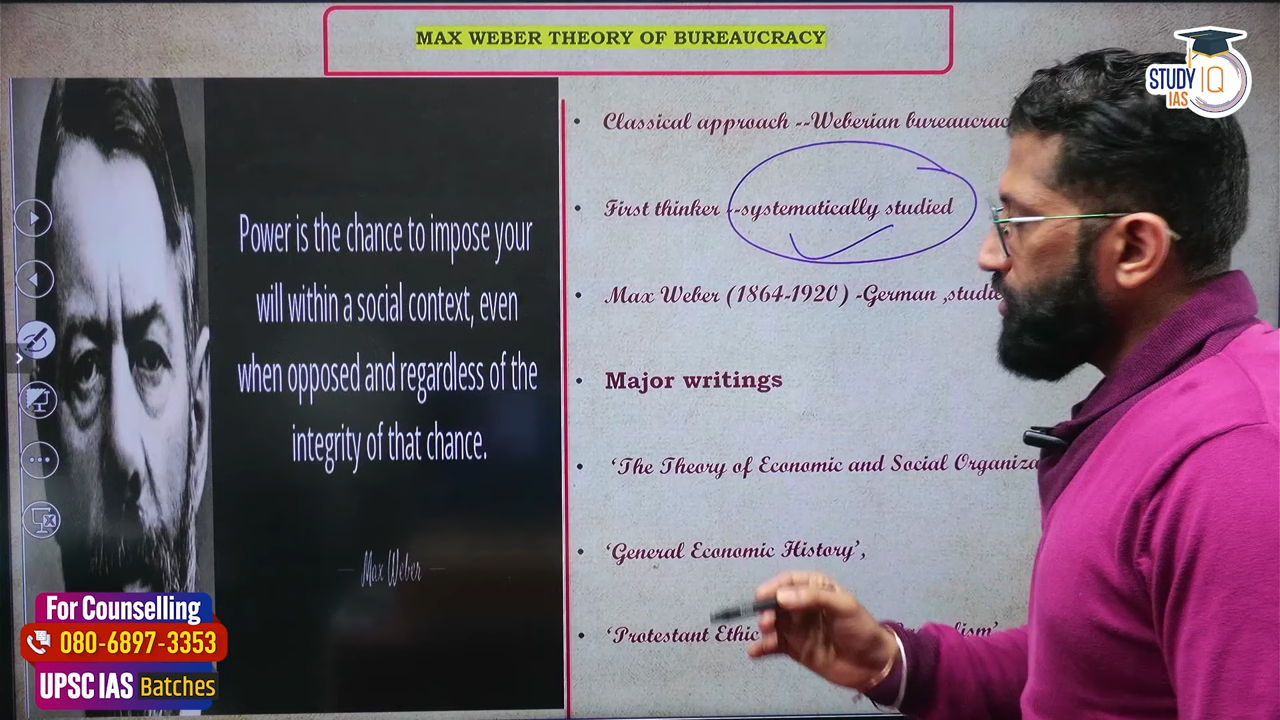 MAX WEBER THEORY OF BUREAUCRACY
STUDY IQ
IAS
Power is the chance to impose your
will within a social context, even
when opposed and regardless of the
integrity of that chance.
Max Weber
Classical approach --Weberian
First thinker --systematically studied
Max Weber (1864-1920) -German ,
Major writings
'The Theory of Economic and Social
'General Economic History',
'Protestant Ethic
For Counselling
080-6897-3353
UPSC IAS Batches